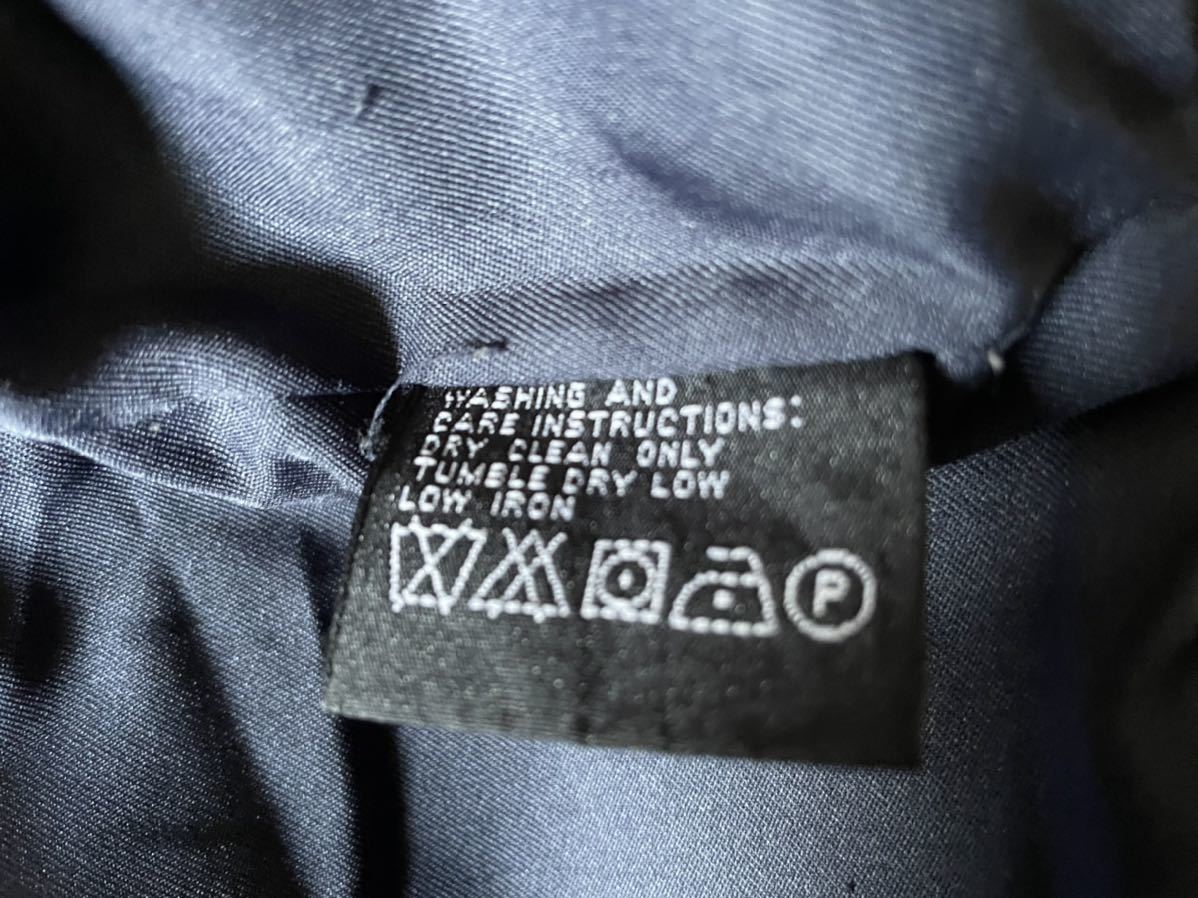 WASHING AND
CARE INSTRUCTIONS:
DRY CLEAN ONLY
TUMBLE DRY LOW
LOW IRON
P